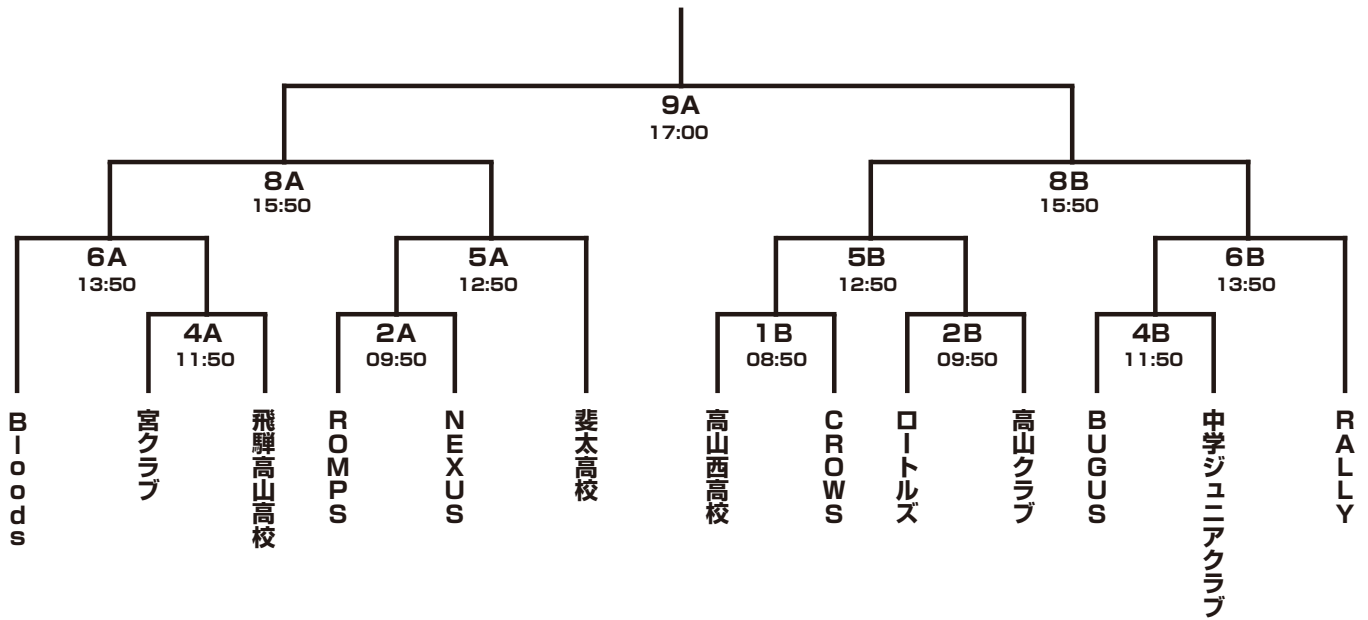 9A
17:00
8A
15:50
8B
15:50
6A
13:50
5A
12:50
5B
12:50
6B
13:50
4A
11:50
2A
09:50
1B
08:50
2B
09:50
4B
11:50
Bloods
宮クラブ
飛騨高山高校
ROMPS
NEXUS
斐太高校
高山西高校
CROWS
ロートルズ
高山クラブ
BUGUS
中学ジュニアクラブ
RALLY